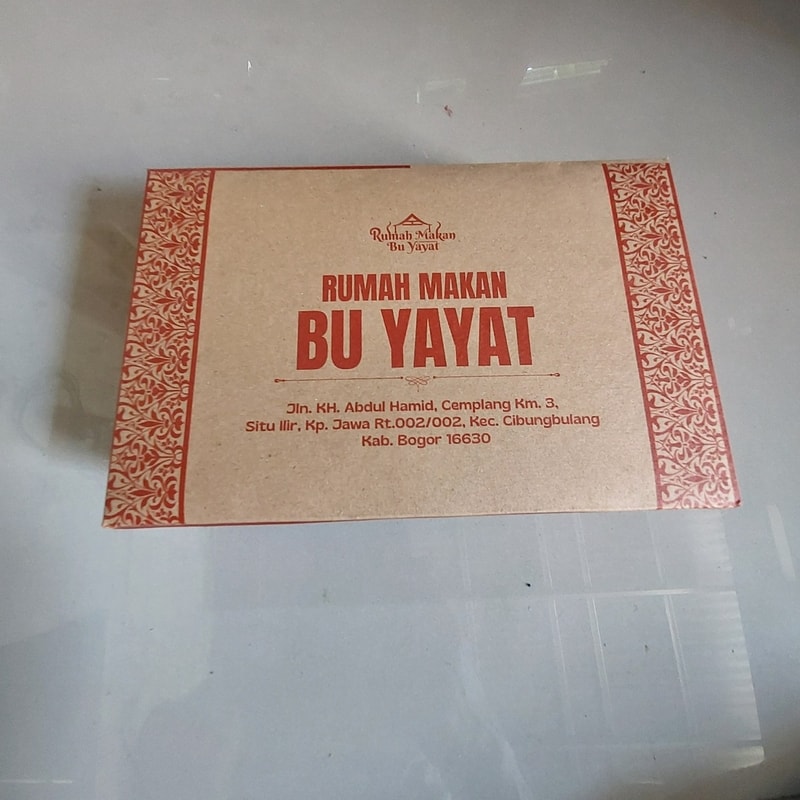 Rumah Makan
Bu Yayat
RUMAH MAKAN
BU YAYAT
Jln. KH. Abdul Hamid, Cemplang Km. 3,
Situ Ilir, Kp. Jawa Rt.002/002, Kec. Cibungbulang
Kab. Bogor 16630